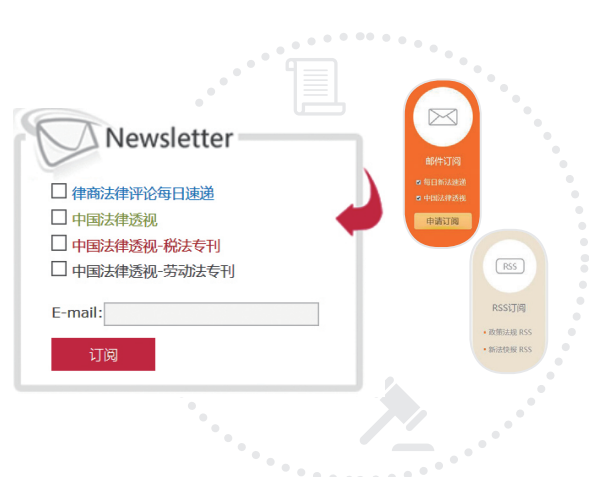 Newsletter
律商法律评论每日速递
中国法律透视
中国法律透视-税法专刊
中国法律透视-劳动法专刊
E-mail:
订阅
邮件订阅
每日新法速递
中国法律透视
申请订阅
RSS
RSS订阅
• 政策法规 RSS
• 新法快报 RSS